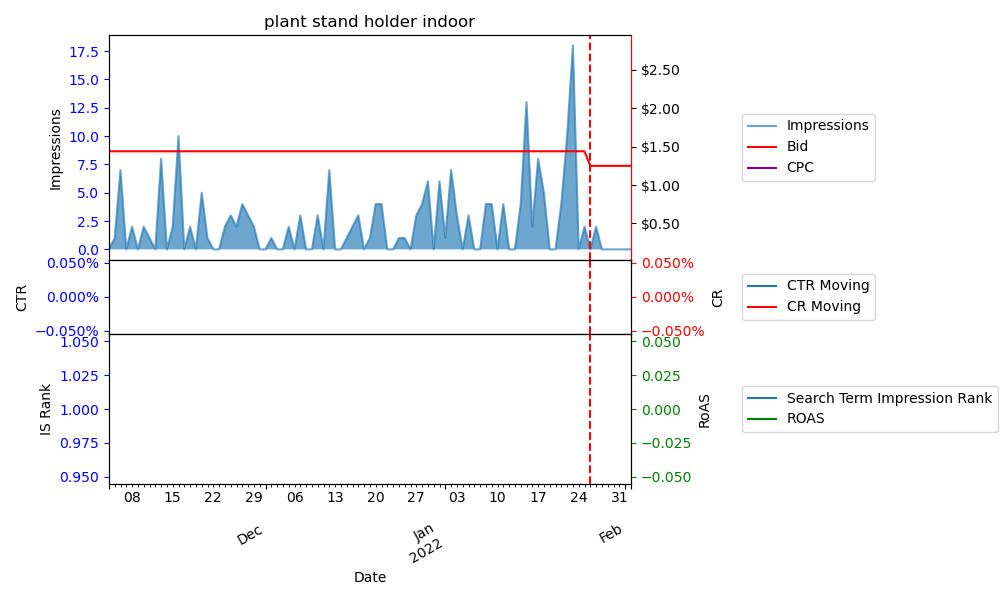 plant stand holder indoor
17.5
15.0
12.5
10.0
7.5
5.0
2.5
0.0
Impressions
$2.50
$2.00
$1.50
$1.00
$0.50
Impressions
Bid
CPC
0.050%
0.000%
−0.050%
CTR
0.050%
0.000%
−0.050%
CR
CTR Moving
CR Moving
1.050
1.025
1.000
0.975
0.950
IS Rank
0.050
0.025
0.000
−0.025
−0.050
RoAS
Search Term Impression Rank
ROAS
08 15 22 29 06 13 20 27 03 10 17 24 31
Dec Jan Feb
2022
Date